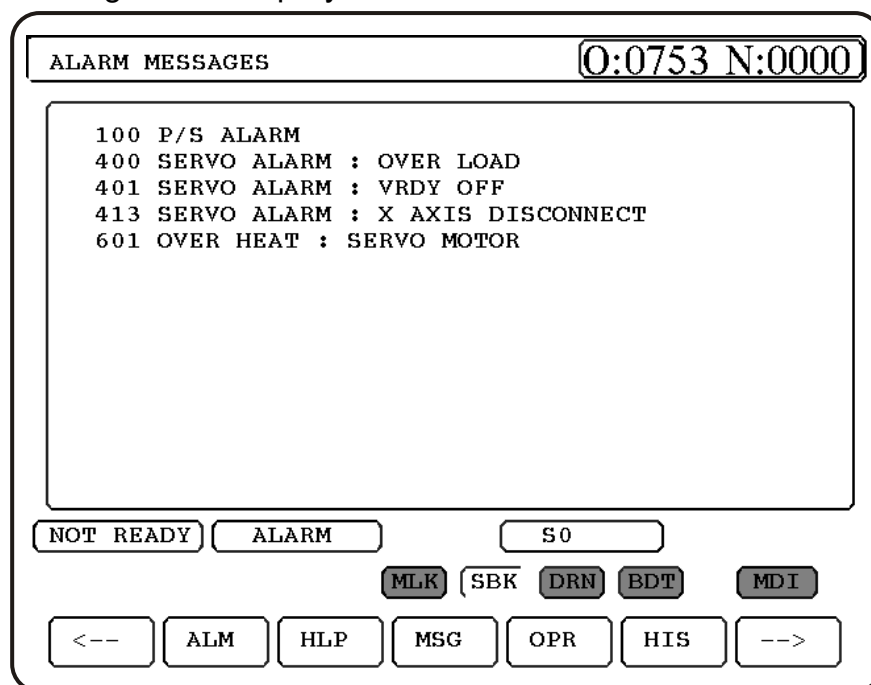 ALARM MESSAGES O:0753 N:0000
100 P/S ALARM
400 SERVO ALARM : OVER LOAD
401 SERVO ALARM : VRDY OFF
413 SERVO ALARM : X AXIS DISCONNECT
601 OVER HEAT : SERVO MOTOR
NOT READY ALARM S0
MLK SBK DRN BDT MDI
<-- ALM HLP MSG OPR HIS -->